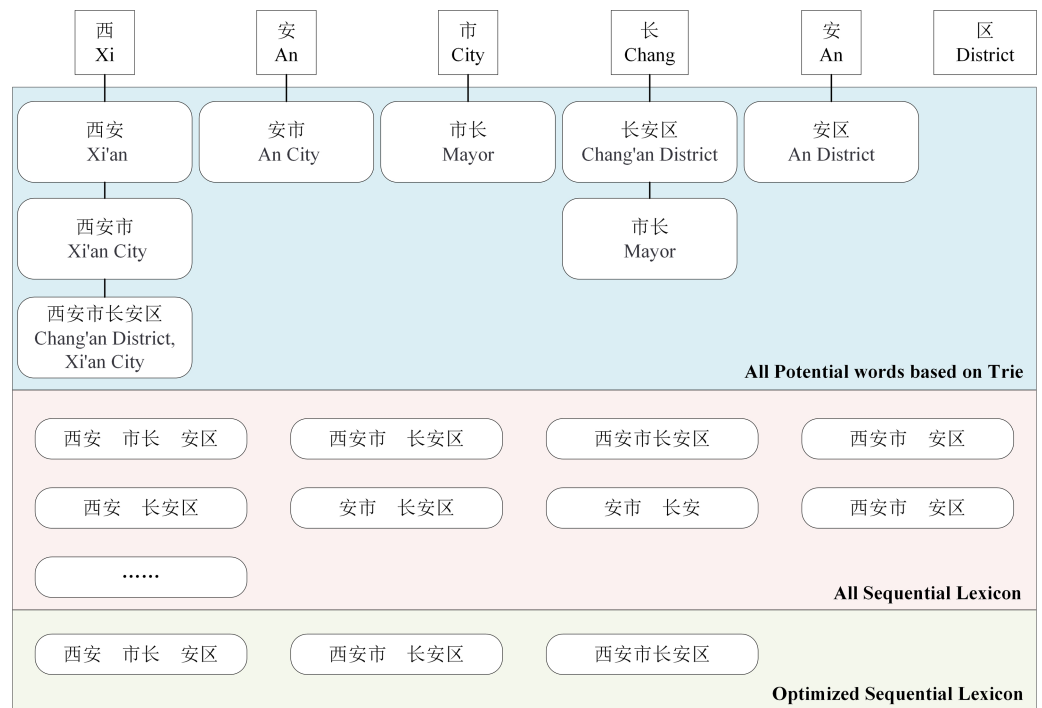 西
Xi
安
An
市
City
长
Chang
安
An
区
District
西安
Xi'an
安市
An City
市长
Mayor
长安区
Chang'an District
安区
An District
西安市
Xi'an City
市长
Mayor
西安市长安区
Chang'an District,
Xi'an City
All Potential words based on Trie
西安 市长 安区
西安市 长安区
西安市长安区
西安市 安区
西安 长安区
安市 长安区
安市 长安
西安市 安区
······
All Sequential Lexicon
西安 市长 安区
西安市 长安区
西安市长安区
Optimized Sequential Lexicon